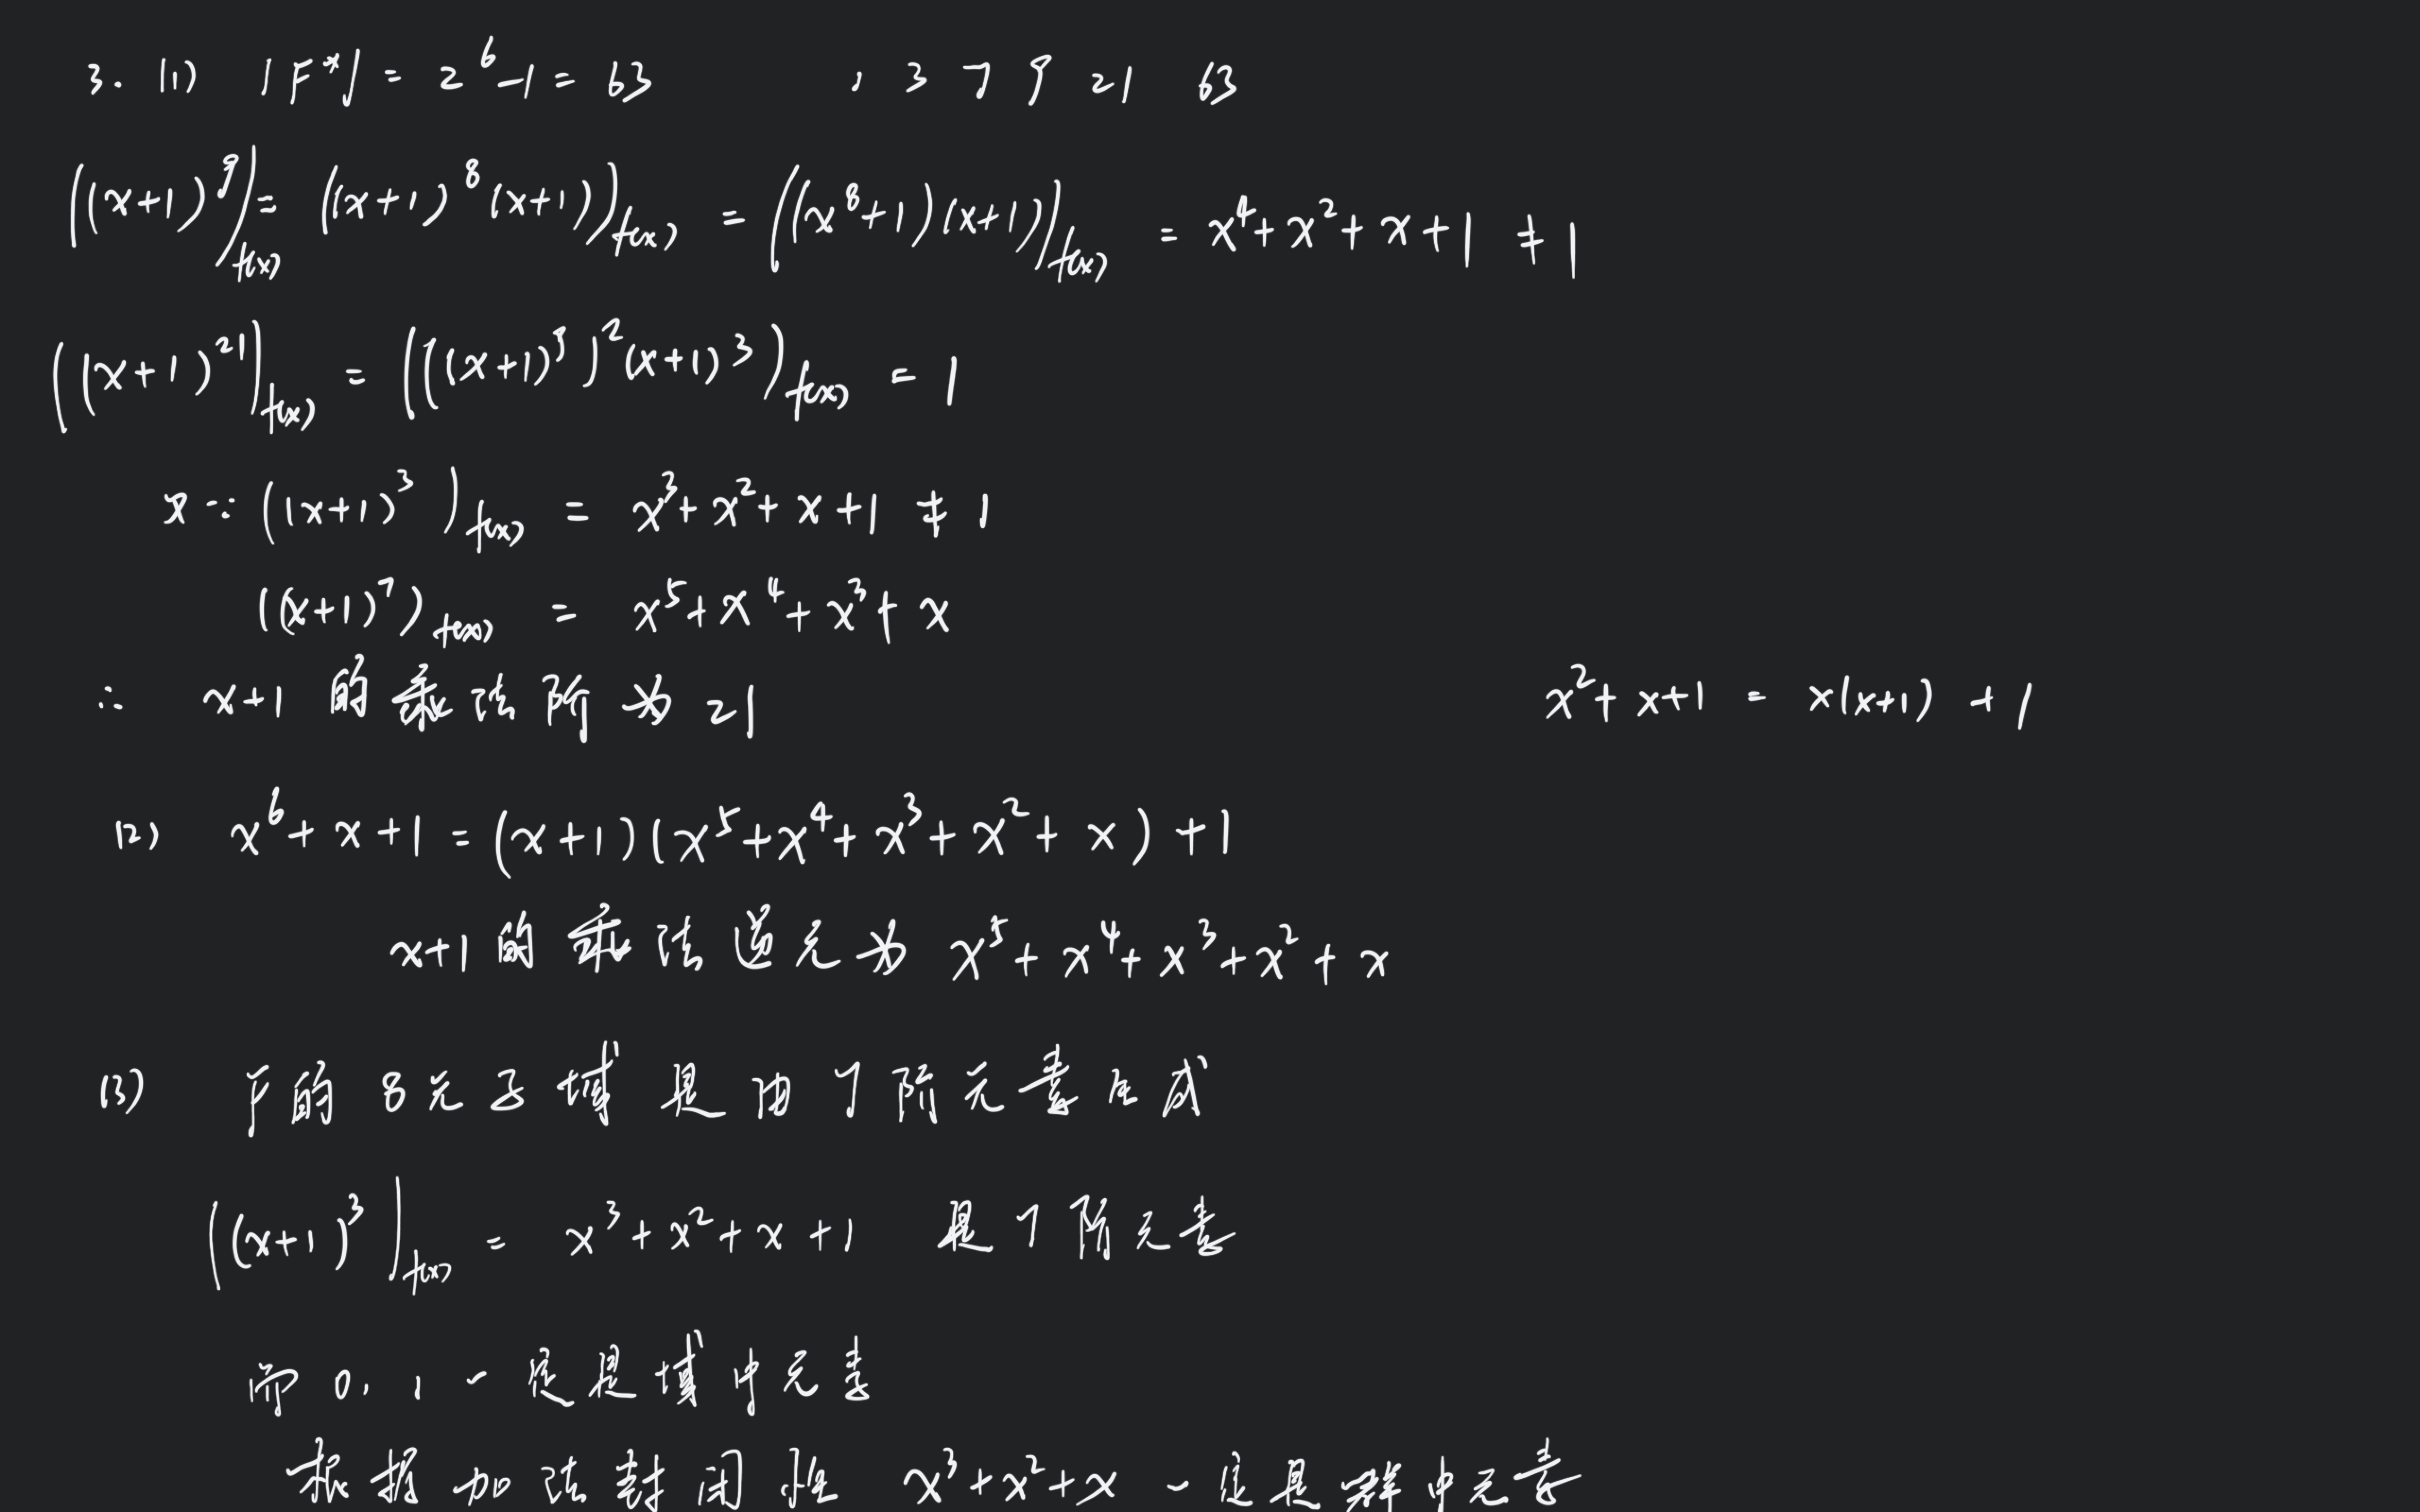 3. (1) |F*| = 2^6 - 1 = 63 1 3 7 9 21 63
((x+1)^9)_{f(x)} = ((x+1)^8 (x+1))_{f(x)} = ((x^8+1)(x+1))_{f(x)} = x^4 + x^2 + x + 1 ≠ 1
((x+1)^21)_{f(x)} = (((x+1)^9)^2 (x+1)^3)_{f(x)} = 1
又∵ ((x+1)^3)_{f(x)} = x^3 + x^2 + x + 1 ≠ 1
((x+1)^7)_{f(x)} = x^5 + x^4 + x^3 + x
∴ x+1 的乘法阶为 21
x^2 + x + 1 = x(x+1) + 1
(2) x^6 + x + 1 = (x+1)(x^5 + x^4 + x^3 + x^2 + x) + 1
x+1 的乘法逆元为 x^5 + x^4 + x^3 + x^2 + x
(3) F的 8元子域是由7阶元素生成
((x+1)^3)_{f(x)} = x^3 + x^2 + x + 1 是7阶元素
而 0, 1 一定是域中元素
根据加法封闭性 x^3 + x^2 + x 一定是群中元素